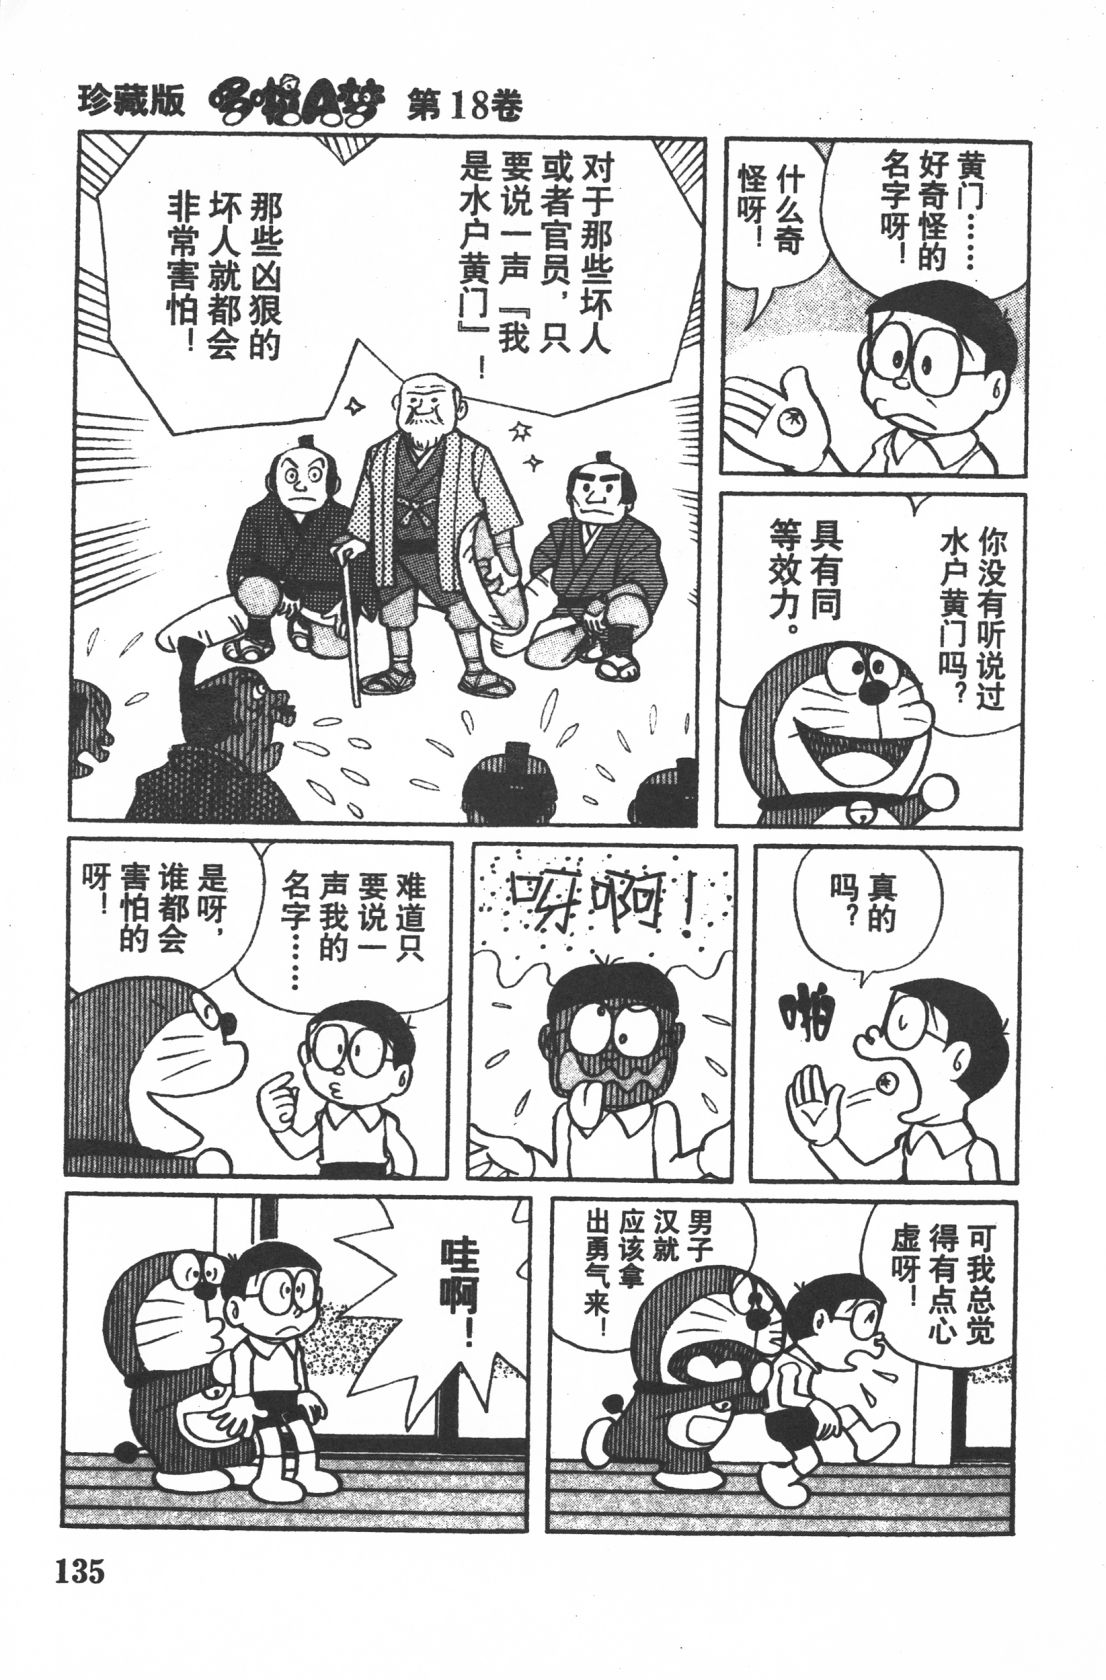 珍藏版 哆啦A梦 第18卷
黄门……
好奇怪的
名字呀！
什么奇
怪呀！
你没有听说过
水户黄门吗？
具有同
等效力。
对于那些坏人
或者官员，只
要说一声『我
是水户黄门』！
那些凶狠的
坏人就都会
非常害怕！
真的
吗？
啪
呀啊！
难道只
要说一
声我的
名字……
是呀，
谁都会
害怕的
呀！
可我总觉
得有点心
虚呀！
男子
汉就
应该拿
出勇气来！
哇啊！
135